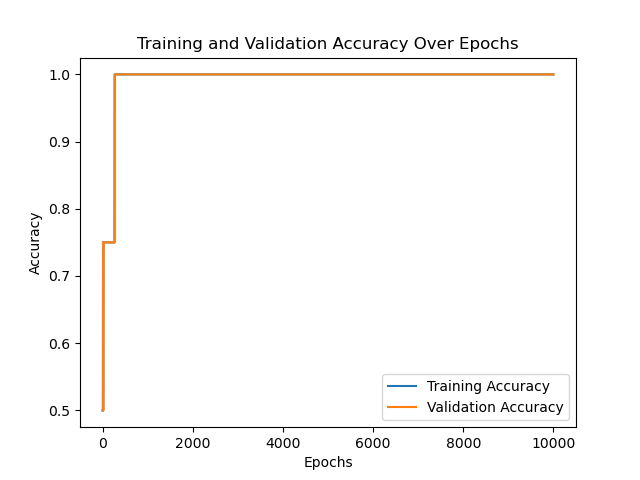 Training and Validation Accuracy Over Epochs
1.0
0.9
0.8
0.7
0.6
0.5
Accuracy
Training Accuracy
Validation Accuracy
0 2000 4000 6000 8000 10000
Epochs